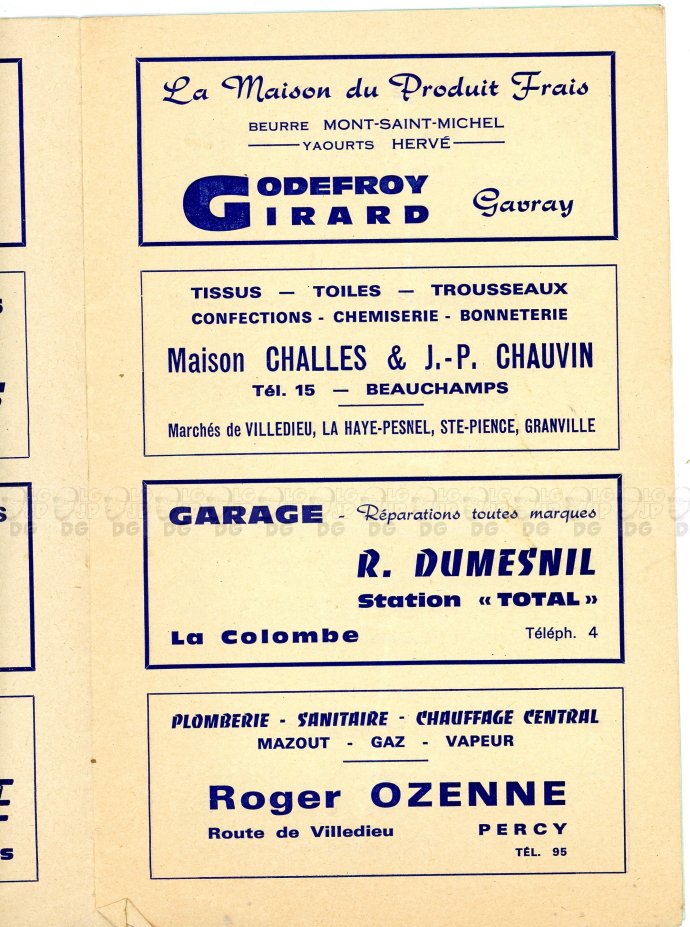 La Maison du Produit Frais
BEURRE MONT-SAINT-MICHEL
YAOURTS HERVÉ
GODEFROY
GIRARD
Gavray
TISSUS — TOILES — TROUSSEAUX
CONFECTIONS - CHEMISERIE - BONNETERIE
Maison CHALLES & J.-P. CHAUVIN
Tél. 15 — BEAUCHAMPS
Marchés de VILLEDIEU, LA HAYE-PESNEL, STE-PIENCE, GRANVILLE
GARAGE - Réparations toutes marques
R. DUMESNIL
Station « TOTAL »
La Colombe Téléph. 4
PLOMBERIE - SANITAIRE - CHAUFFAGE CENTRAL
MAZOUT - GAZ - VAPEUR
Roger OZENNE
Route de Villedieu PERCY
TÉL. 95